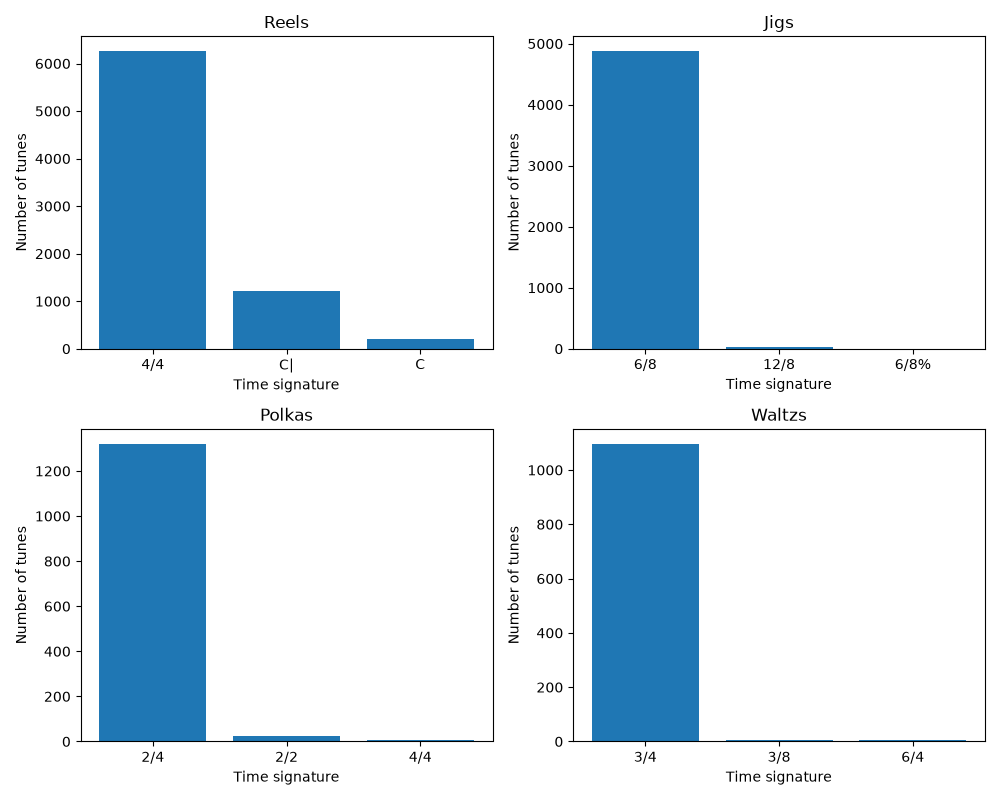 Reels
Number of tunes
6000
5000
4000
3000
2000
1000
0
4/4 C| C
Time signature
Jigs
Number of tunes
5000
4000
3000
2000
1000
0
6/8 12/8 6/8%
Time signature
Polkas
Number of tunes
1200
1000
800
600
400
200
0
2/4 2/2 4/4
Time signature
Waltzs
Number of tunes
1000
800
600
400
200
0
3/4 3/8 6/4
Time signature